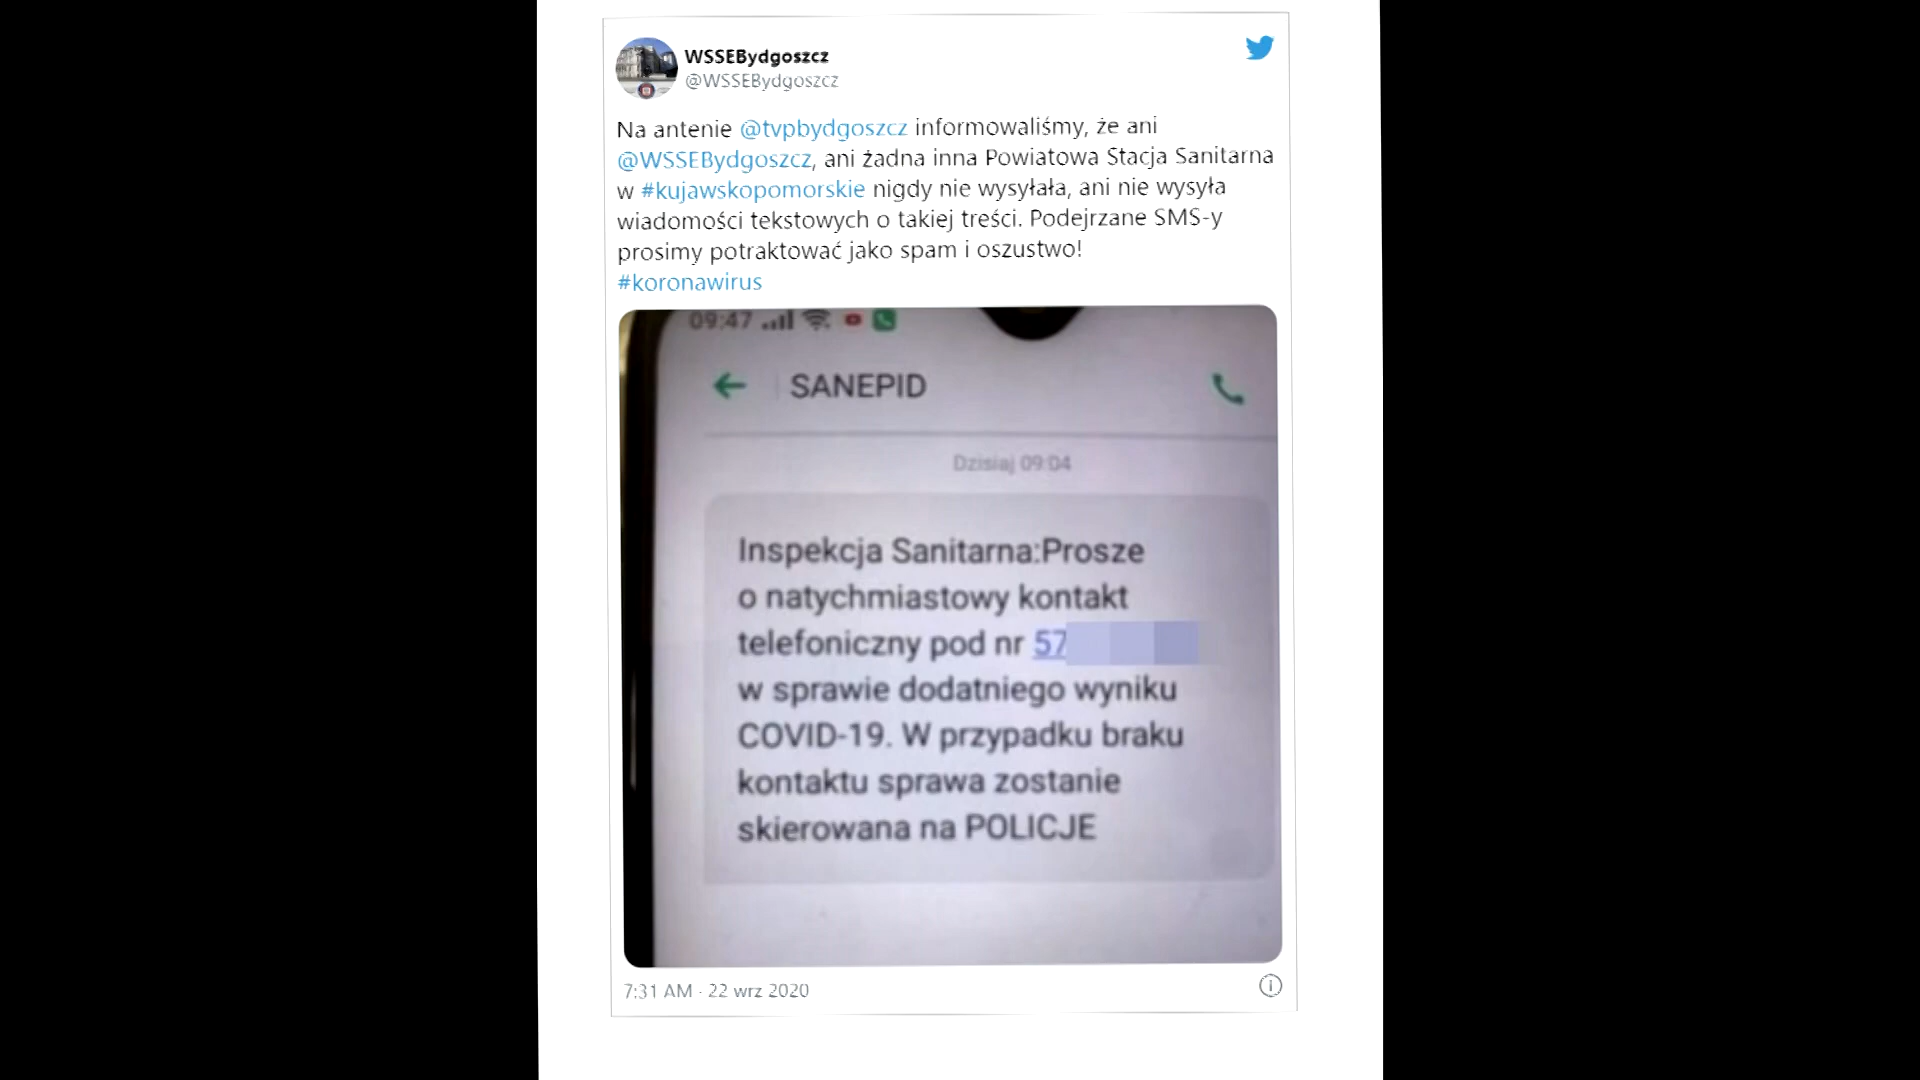 WSSEBydgoszcz
@WSSEBydgoszcz
Na antenie @tvpbydgoszcz informowaliśmy, że ani
@WSSEBydgoszcz, ani żadna inna Powiatowa Stacja Sanitarna
w #kujawskopomorskie nigdy nie wysyłała, ani nie wysyła
wiadomości tekstowych o takiej treści. Podejrzane SMS-y
prosimy potraktować jako spam i oszustwo!
#koronawirus
09:47
SANEPID
Dzisiaj 09:04
Inspekcja Sanitarna:Prosze
o natychmiastowy kontakt
telefoniczny pod nr 57
w sprawie dodatniego wyniku
COVID-19. W przypadku braku
kontaktu sprawa zostanie
skierowana na POLICJE
7:31 AM · 22 wrz 2020